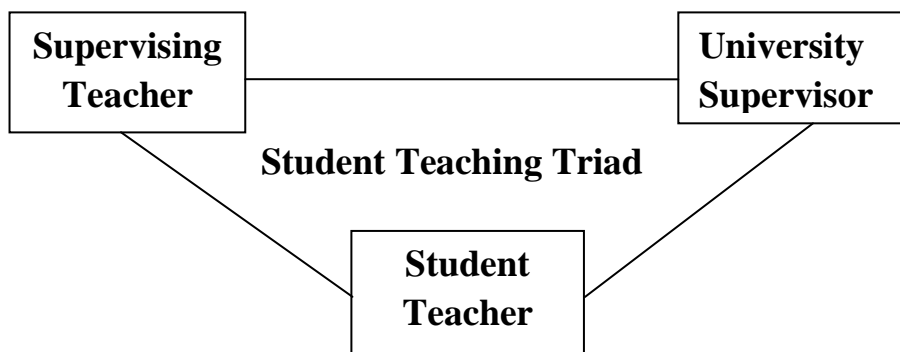 Supervising
Teacher
University
Supervisor
Student Teaching Triad
Student
Teacher